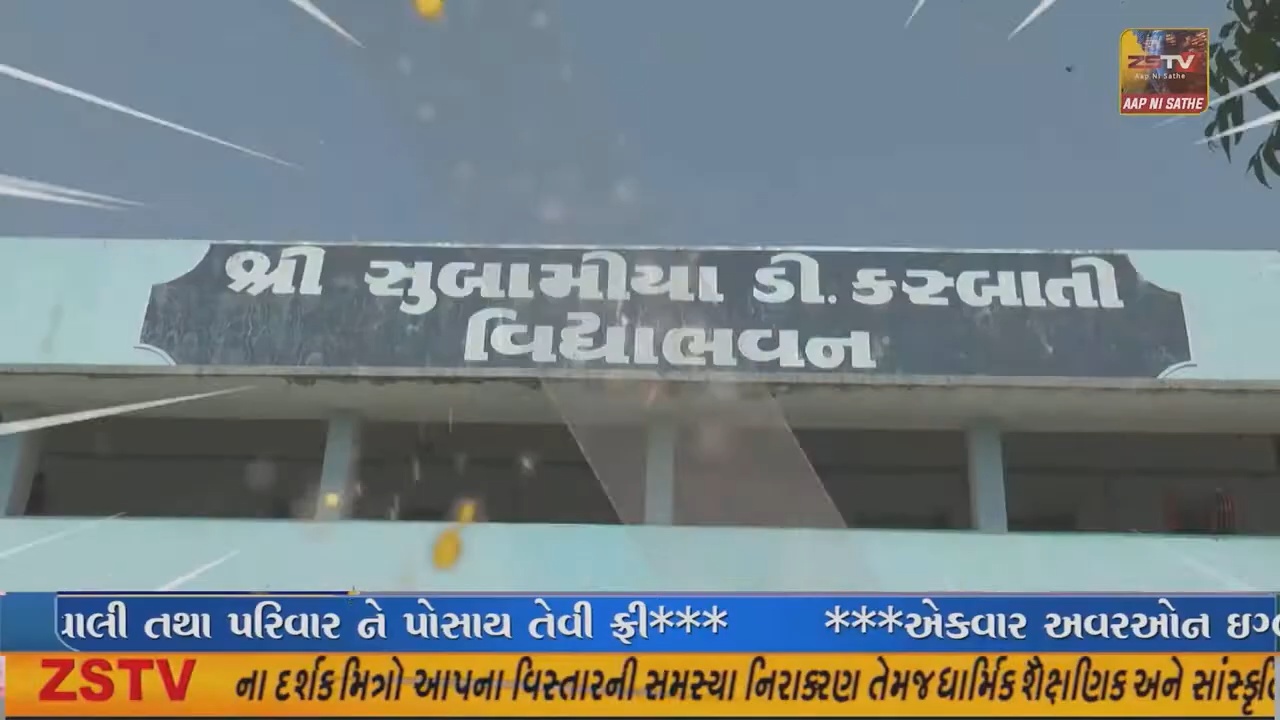 ZSTV
Aap Ni Sathe
AAP NI SATHE
શ્રી સુબામીયા ડી. કરબાતી
વિદ્યાભવન
તથા પરિવાર ને પોસાય તેવી ફ્રી*** ***એકવાર અવરઓન
ZSTV ના દર્શક મિત્રો આપના વિસ્તારની સમસ્યા નિરાકરણ તેમજ ધાર્મિક શૈક્ષણિક અને